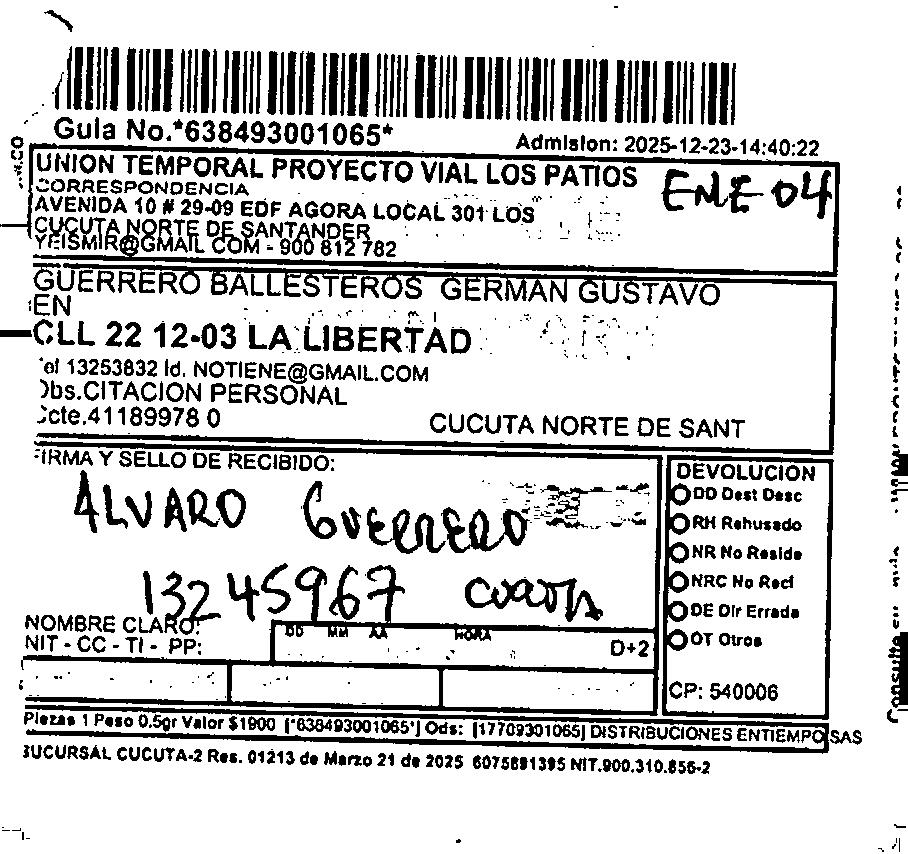 Guia No.*638493001065*
Admision: 2025-12-23-14:40:22
UNION TEMPORAL PROYECTO VIAL LOS PATIOS
ENE 04
CORRESPONDENCIA
AVENIDA 10 # 29-09 EDF AGORA LOCAL 301 LOS
CUCUTA NORTE DE SANTANDER
YEISMIR@GMAIL COM - 900 812 782
GUERRERO BALLESTEROS GERMAN GUSTAVO
EN
CLL 22 12-03 LA LIBERTAD
el 13253832 Id. NOTIENE@GMAIL.COM
bs.CITACION PERSONAL
cte.41189978 0
CUCUTA NORTE DE SANT
FIRMA Y SELLO DE RECIBIDO:
ALVARO GUERRERO
13245967
NOMBRE CLARO:
NIT - CC - TI - PP:
DD MM AA HORA
D+2
DEVOLUCION
DD Dest Desc
RH Rehusado
NR No Reside
NRC No Recl
DE Dir Errada
OT Otros
CP: 540006
Piezas 1 Peso 0.5gr Valor $1900 [*638493001065*] Ods: [17709301065] DISTRIBUCIONES ENTIEMPO SAS
SUCURSAL CUCUTA-2 Res. 01213 de Marzo 21 de 2025 6075891395 NIT.900.310.856-2
Consulte en